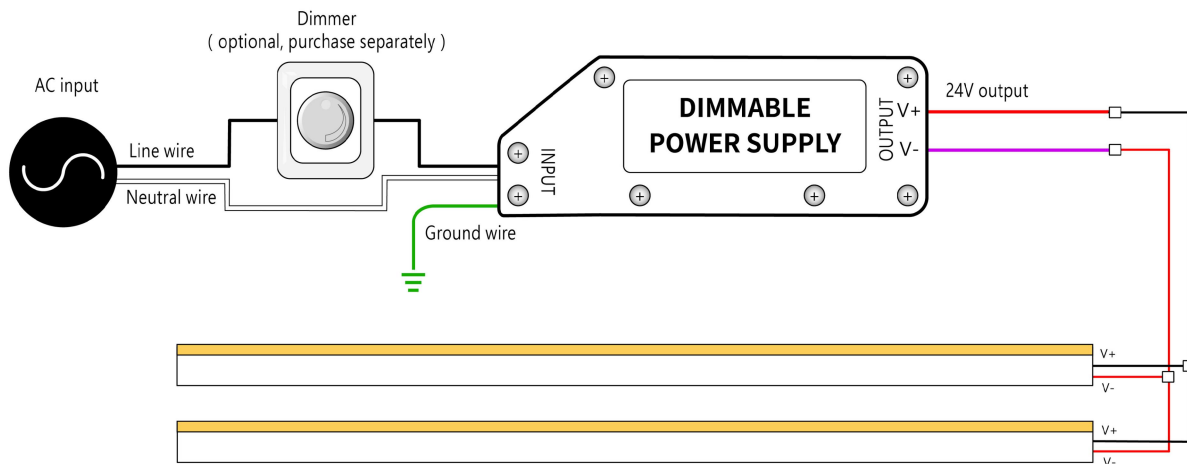 Dimmer
( optional, purchase separately )
AC input
Line wire
Neutral wire
Ground wire
INPUT
DIMMABLE
POWER SUPPLY
OUTPUT
V+
V-
24V output
V+
V-
V+
V-